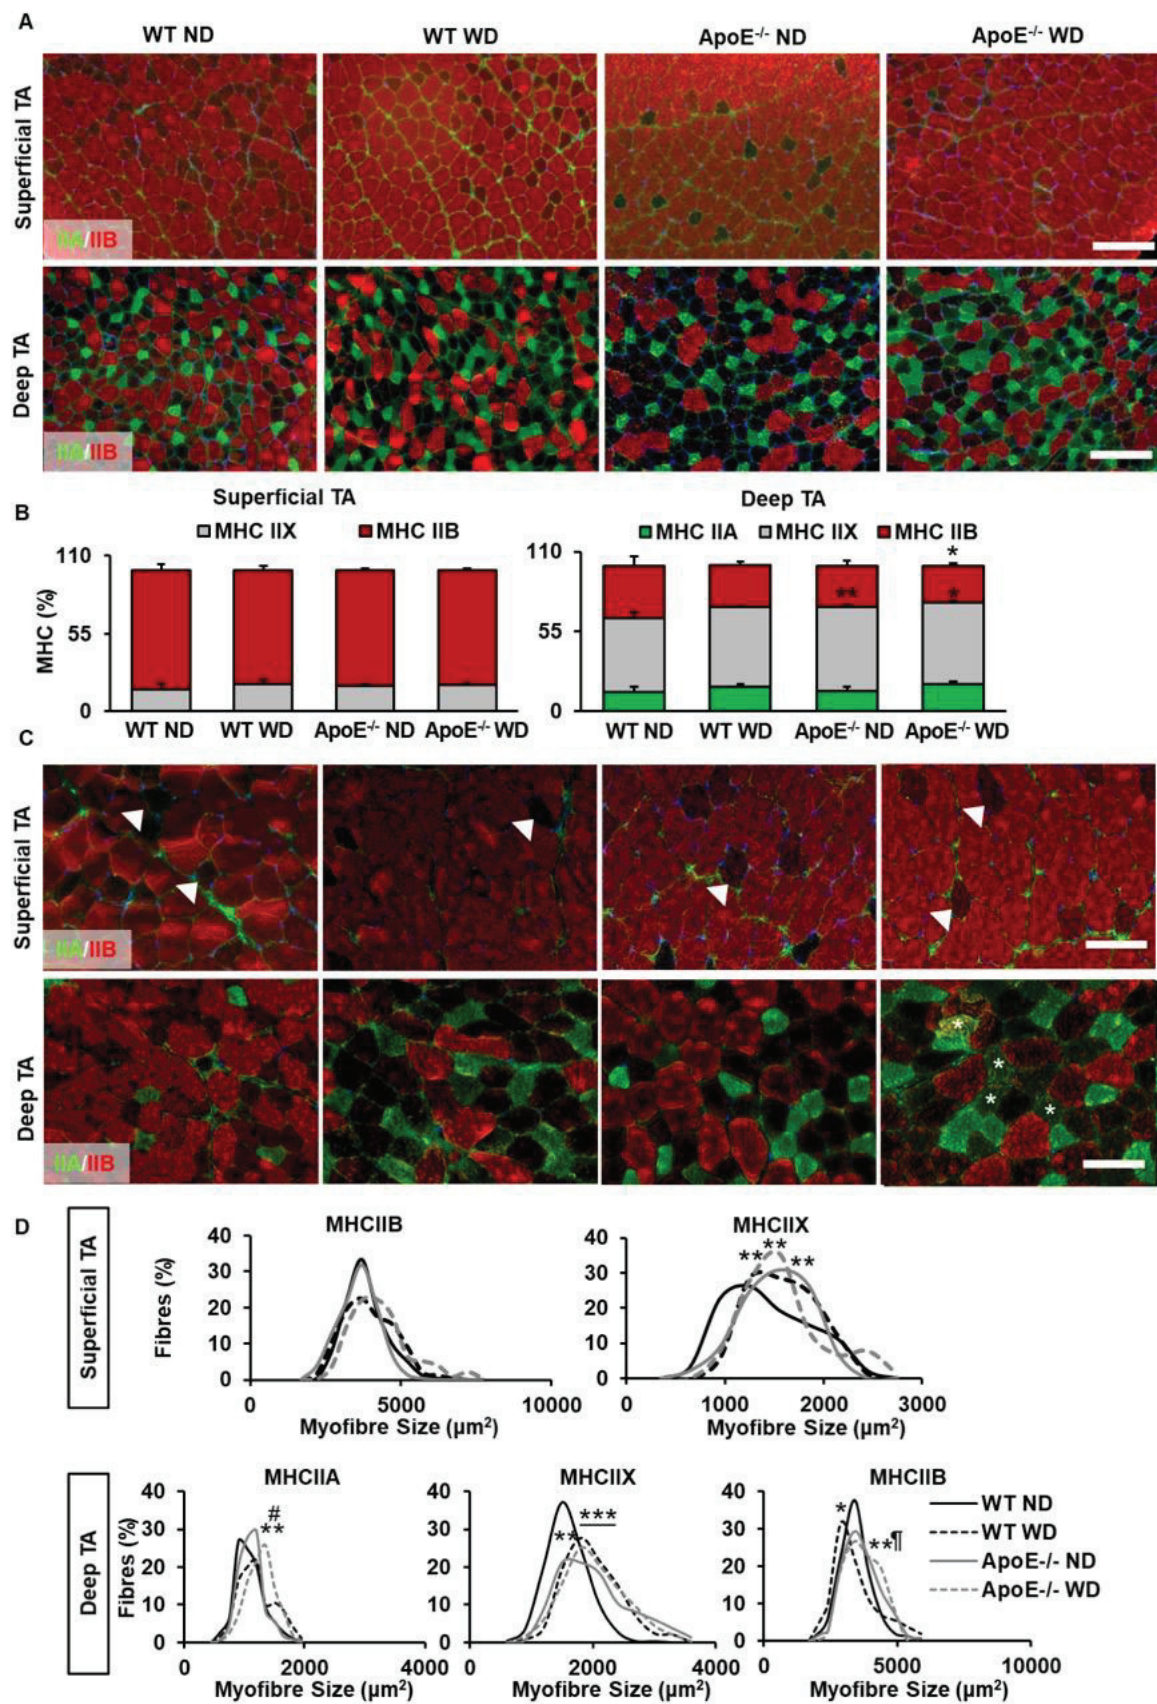 A
WT ND WT WD ApoE-/- ND ApoE-/- WD
Superficial TA
IIA/IIB
Deep TA
IIA/IIB
B
Superficial TA Deep TA
MHC IIX MHC IIB MHC IIA MHC IIX MHC IIB
MHC (%)
110
55
0
WT ND WT WD ApoE-/- ND ApoE-/- WD
110
55
0
** * *
WT ND WT WD ApoE-/- ND ApoE-/- WD
C
Superficial TA
IIA/IIB
Deep TA
IIA/IIB
* * * *
D
Superficial TA
MHCIIB
Fibres (%)
40
30
20
10
0
0 5000 10000
Myofibre Size (µm²)
MHCIIX
** ** **
40
30
20
10
0
0 1000 2000 3000
Myofibre Size (µm²)
Deep TA
MHCIIA
Fibres (%)
40
30
20
10
0
#
**
0 2000 4000
Myofibre Size (µm²)
MHCIIX
40
30
20
10
0
** ***
0 2000 4000
Myofibre Size (µm²)
MHCIIB
40
30
20
10
0
* **¶
0 5000 10000
Myofibre Size (µm²)
WT ND
WT WD
ApoE-/- ND
ApoE-/- WD